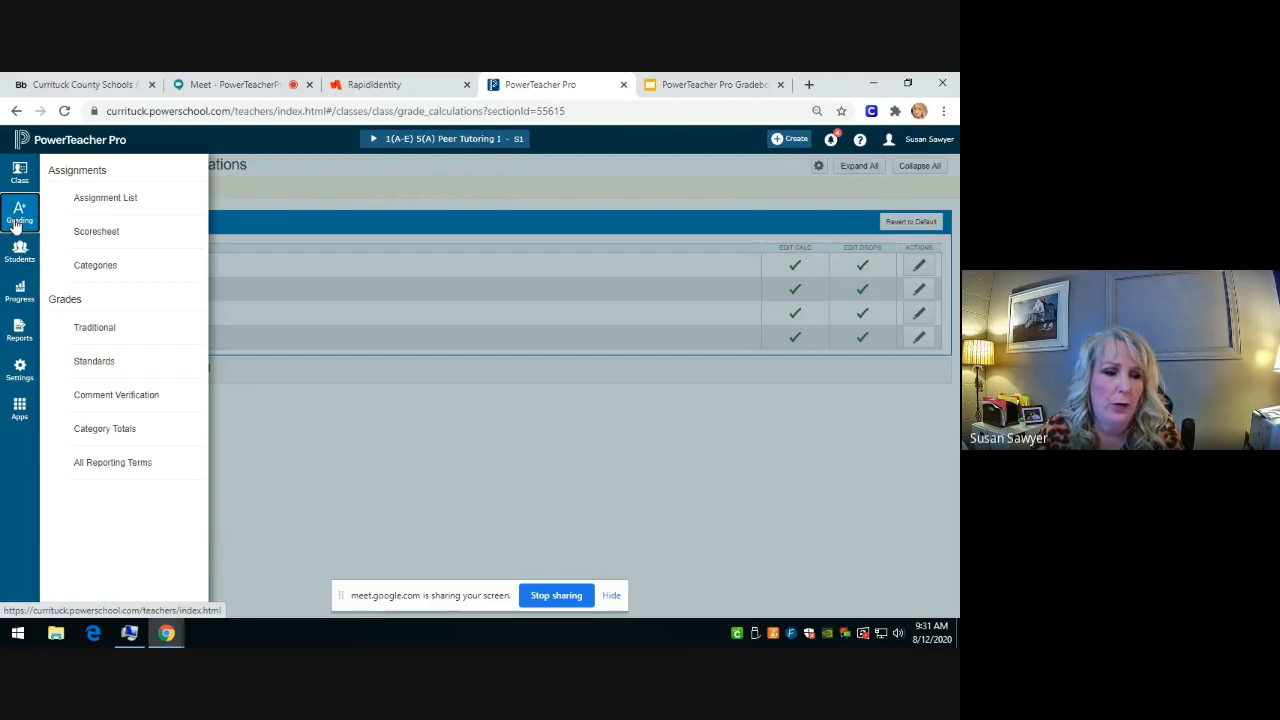 Bb Currituck County Schools /
Meet - PowerTeacherP
RapidIdentity
PowerTeacher Pro
PowerTeacher Pro Gradeb
currituck.powerschool.com/teachers/index.html#/classes/class/grade_calculations?sectionId=55615
PowerTeacher Pro
1(A-E) 5(A) Peer Tutoring I - S1
Create
4
?
Susan Sawyer
Class
Grading
Students
Progress
Reports
Settings
Apps
Assignments
Assignment List
Scoresheet
Categories
Grades
Traditional
Standards
Comment Verification
Category Totals
All Reporting Terms
ations
Expand All
Collapse All
Revert to Default
EDIT CALC
EDIT DROPS
ACTIONS
meet.google.com is sharing your screen.
Stop sharing
Hide
https://currituck.powerschool.com/teachers/index.html
9:31 AM
8/12/2020
Susan Sawyer